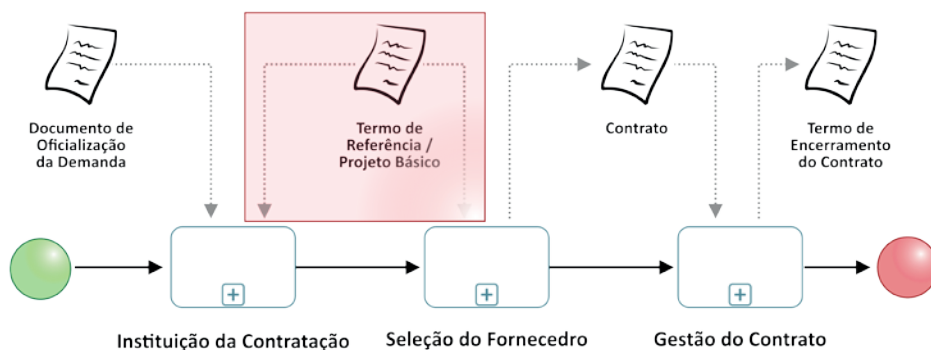 Documento de
Oficialização
da Demanda
Termo de
Referência /
Projeto Básico
Contrato
Termo de
Encerramento
do Contrato
Instituição da Contratação
Seleção do Fornecedro
Gestão do Contrato